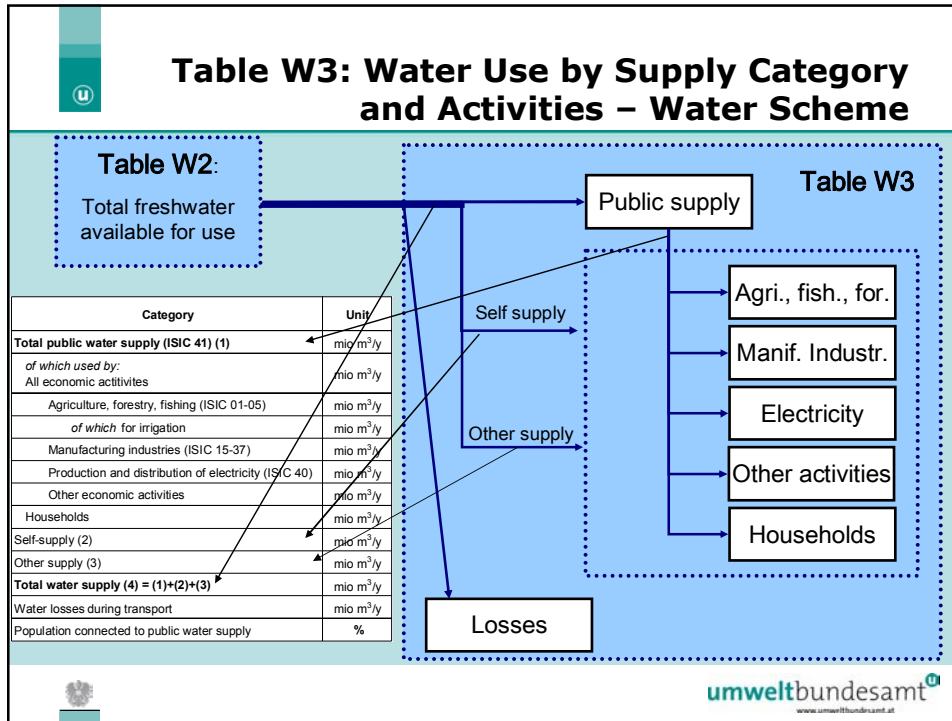 Table W3: Water Use by Supply Category
and Activities – Water Scheme
Table W2:
Total freshwater
available for use
Table W3
Public supply
Self supply
Other supply
Agri., fish., for.
Manif. Industr.
Electricity
Other activities
Households
Losses
Category Unit
Total public water supply (ISIC 41) (1) mio m³/y
of which used by:
All economic actitivites mio m³/y
Agriculture, forestry, fishing (ISIC 01-05) mio m³/y
of which for irrigation mio m³/y
Manufacturing industries (ISIC 15-37) mio m³/y
Production and distribution of electricity (ISIC 40) mio m³/y
Other economic activities mio m³/y
Households mio m³/y
Self-supply (2) mio m³/y
Other supply (3) mio m³/y
Total water supply (4) = (1)+(2)+(3) mio m³/y
Water losses during transport mio m³/y
Population connected to public water supply %
umweltbundesamt
www.umweltbundesamt.at